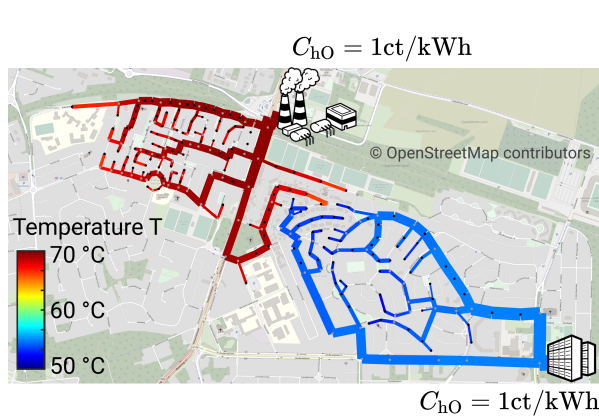 C_hO = 1ct/kWh
© OpenStreetMap contributors
Temperature T
70 °C
60 °C
50 °C
C_hO = 1ct/kWh